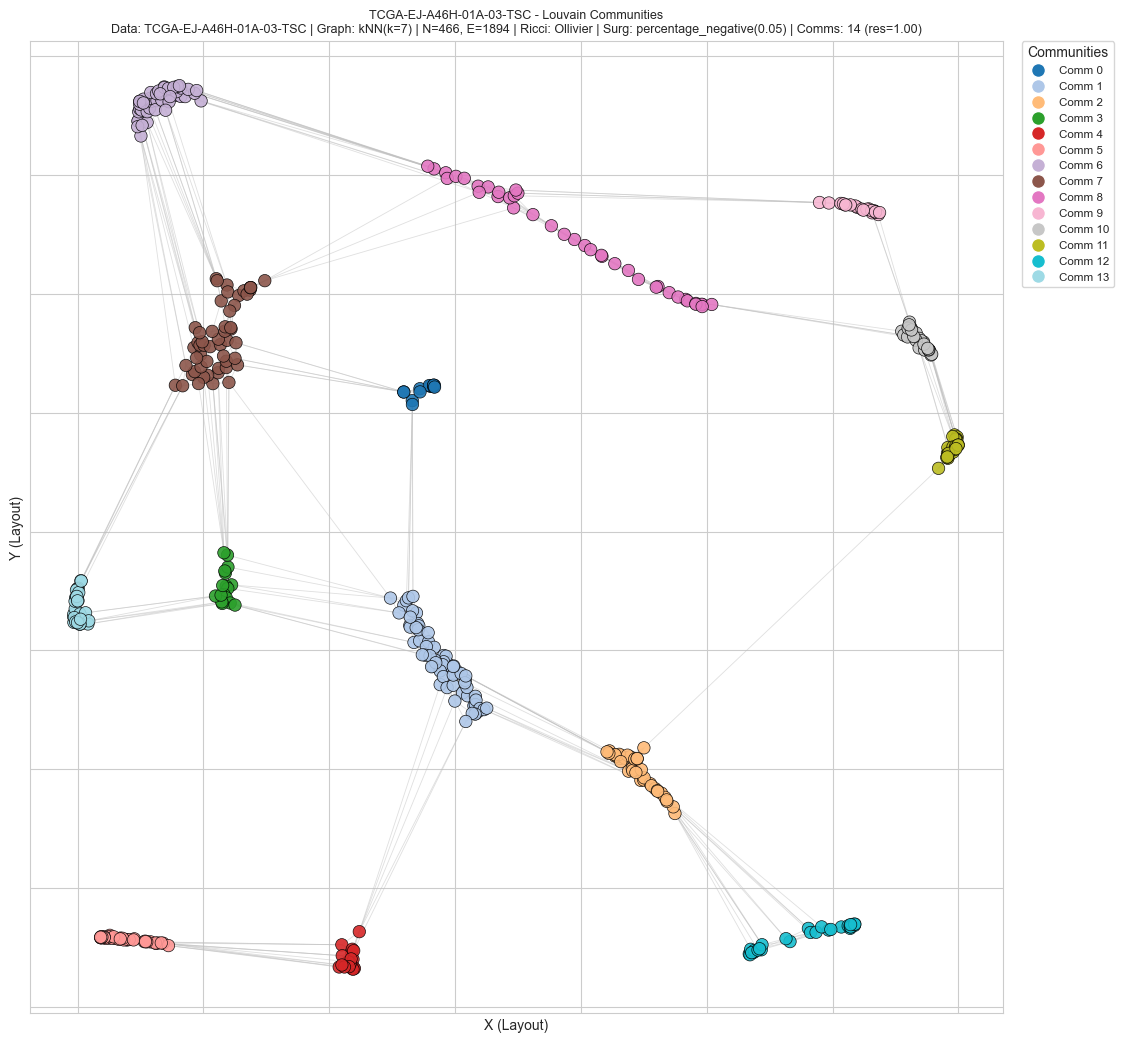 TCGA-EJ-A46H-01A-03-TSC - Louvain Communities
Data: TCGA-EJ-A46H-01A-03-TSC | Graph: kNN(k=7) | N=466, E=1894 | Ricci: Ollivier | Surg: percentage_negative(0.05) | Comms: 14 (res=1.00)
Communities
Comm 0
Comm 1
Comm 2
Comm 3
Comm 4
Comm 5
Comm 6
Comm 7
Comm 8
Comm 9
Comm 10
Comm 11
Comm 12
Comm 13
Y (Layout)
X (Layout)